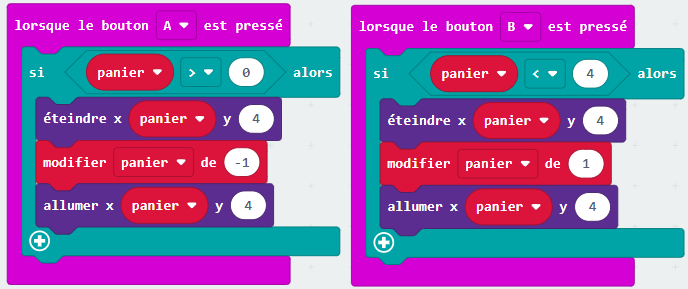 lorsque le bouton A est pressé
si panier > 0 alors
éteindre x panier y 4
modifier panier de -1
allumer x panier y 4
lorsque le bouton B est pressé
si panier < 4 alors
éteindre x panier y 4
modifier panier de 1
allumer x panier y 4